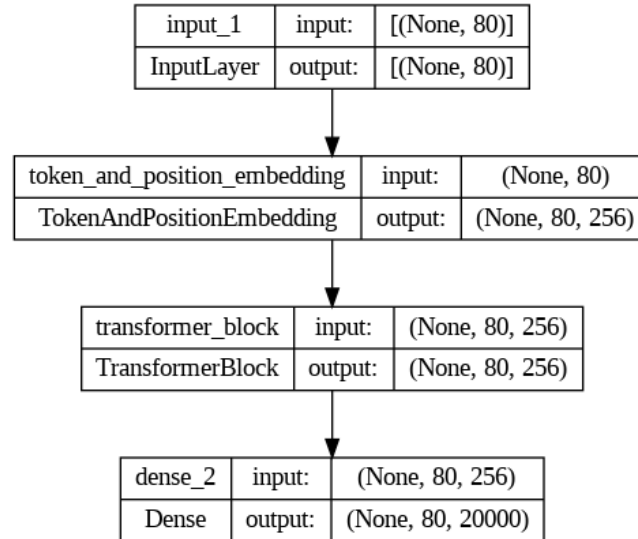 input_1 input: [(None, 80)]
InputLayer output: [(None, 80)]
token_and_position_embedding input: (None, 80)
TokenAndPositionEmbedding output: (None, 80, 256)
transformer_block input: (None, 80, 256)
TransformerBlock output: (None, 80, 256)
dense_2 input: (None, 80, 256)
Dense output: (None, 80, 20000)